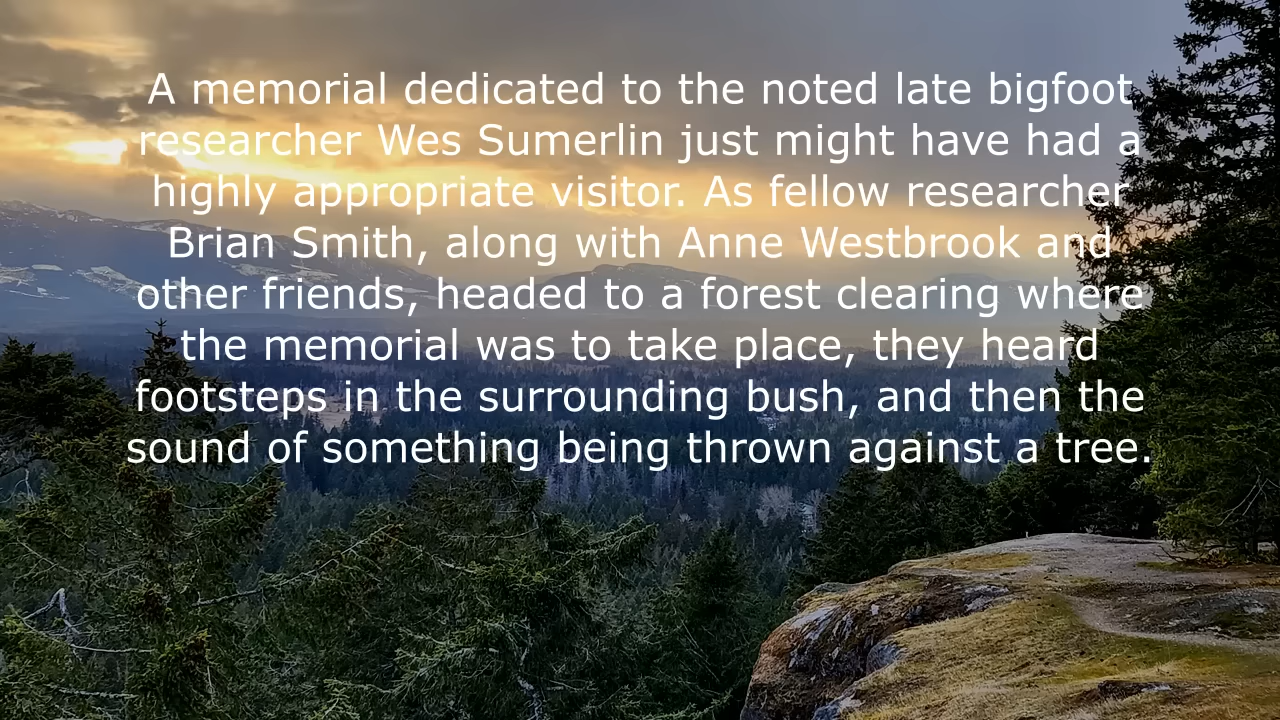 A memorial dedicated to the noted late bigfoot
researcher Wes Sumerlin just might have had a
highly appropriate visitor. As fellow researcher
Brian Smith, along with Anne Westbrook and
other friends, headed to a forest clearing where
the memorial was to take place, they heard
footsteps in the surrounding bush, and then the
sound of something being thrown against a tree.